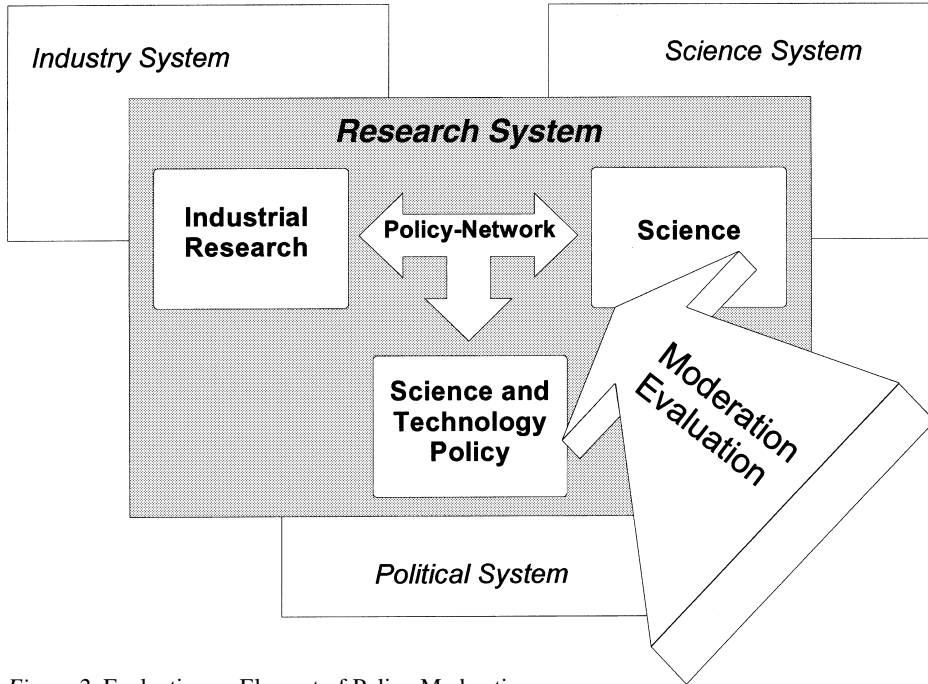 Industry System
Science System
Research System
Industrial
Research
Policy-Network
Science
Science and
Technology
Policy
Moderation
Evaluation
Political System